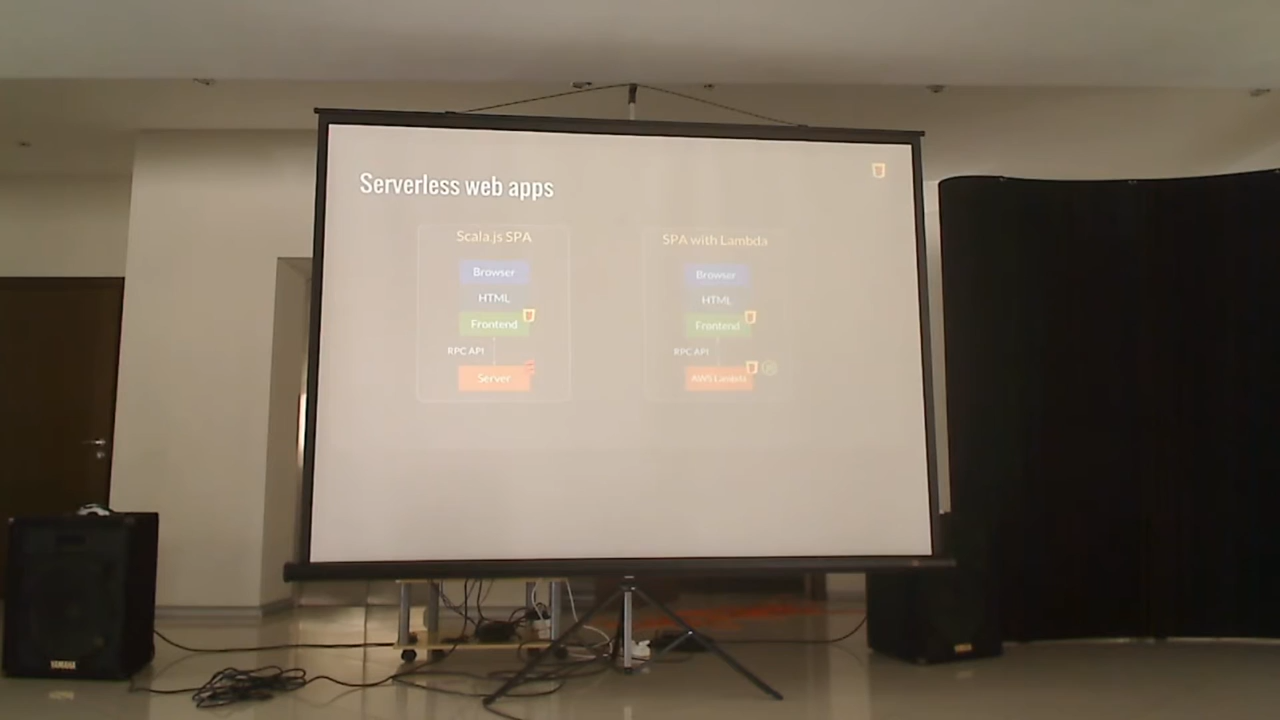 Serverless web apps
Scala.js SPA
Browser
HTML
Frontend
RPC API
Server
SPA with Lambda
Browser
HTML
Frontend
RPC API
AWS Lambda